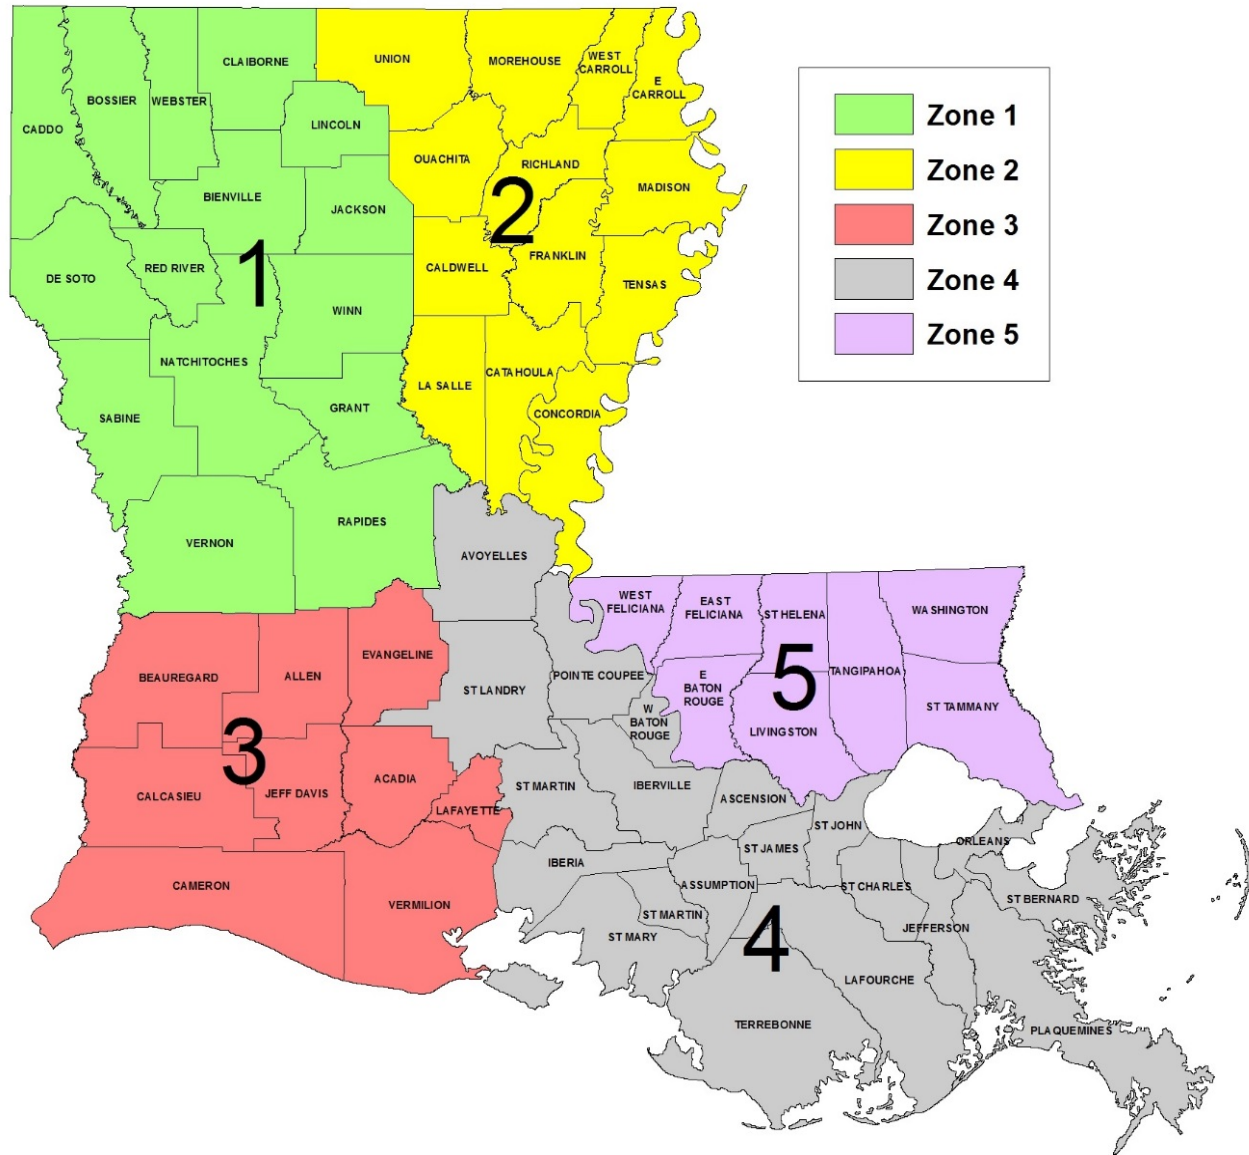 CLAIBORNE
UNION
MOREHOUSE
WEST
CARROLL
E
CARROLL
BOSSIER
WEBSTER
CADDO
LINCOLN
OUACHITA
RICHLAND
MADISON
BIENVILLE
JACKSON
2
1
DE SOTO
RED RIVER
CALDWELL
FRANKLIN
TENSAS
WINN
NATCHITOCHES
LA SALLE
CATAHOULA
SABINE
GRANT
CONCORDIA
RAPIDES
VERNON
AVOYELLES
WEST
FELICIANA
EAST
FELICIANA
ST HELENA
WASHINGTON
EVANGELINE
BEAUREGARD
ALLEN
ST LANDRY
POINTE COUPEE
E
BATON
ROUGE
5
TANGIPAHOA
ST TAMMANY
W
BATON
ROUGE
LIVINGSTON
3
CALCASIEU
JEFF DAVIS
ACADIA
LAFAYETTE
ST MARTIN
IBERVILLE
ASCENSION
ST JOHN
ORLEANS
ST JAMES
IBERIA
CAMERON
VERMILION
ASSUMPTION
ST CHARLES
ST BERNARD
ST MARTIN
ST MARY
4
JEFFERSON
LAFOURCHE
TERREBONNE
PLAQUEMINES
Zone 1
Zone 2
Zone 3
Zone 4
Zone 5